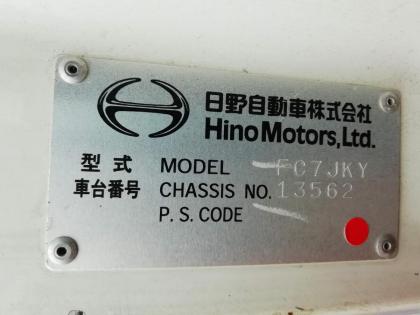 日野自動車株式会社
Hino Motors, Ltd.
型式 MODEL FC7JKY
車台番号 CHASSIS NO. 13562
P. S. CODE